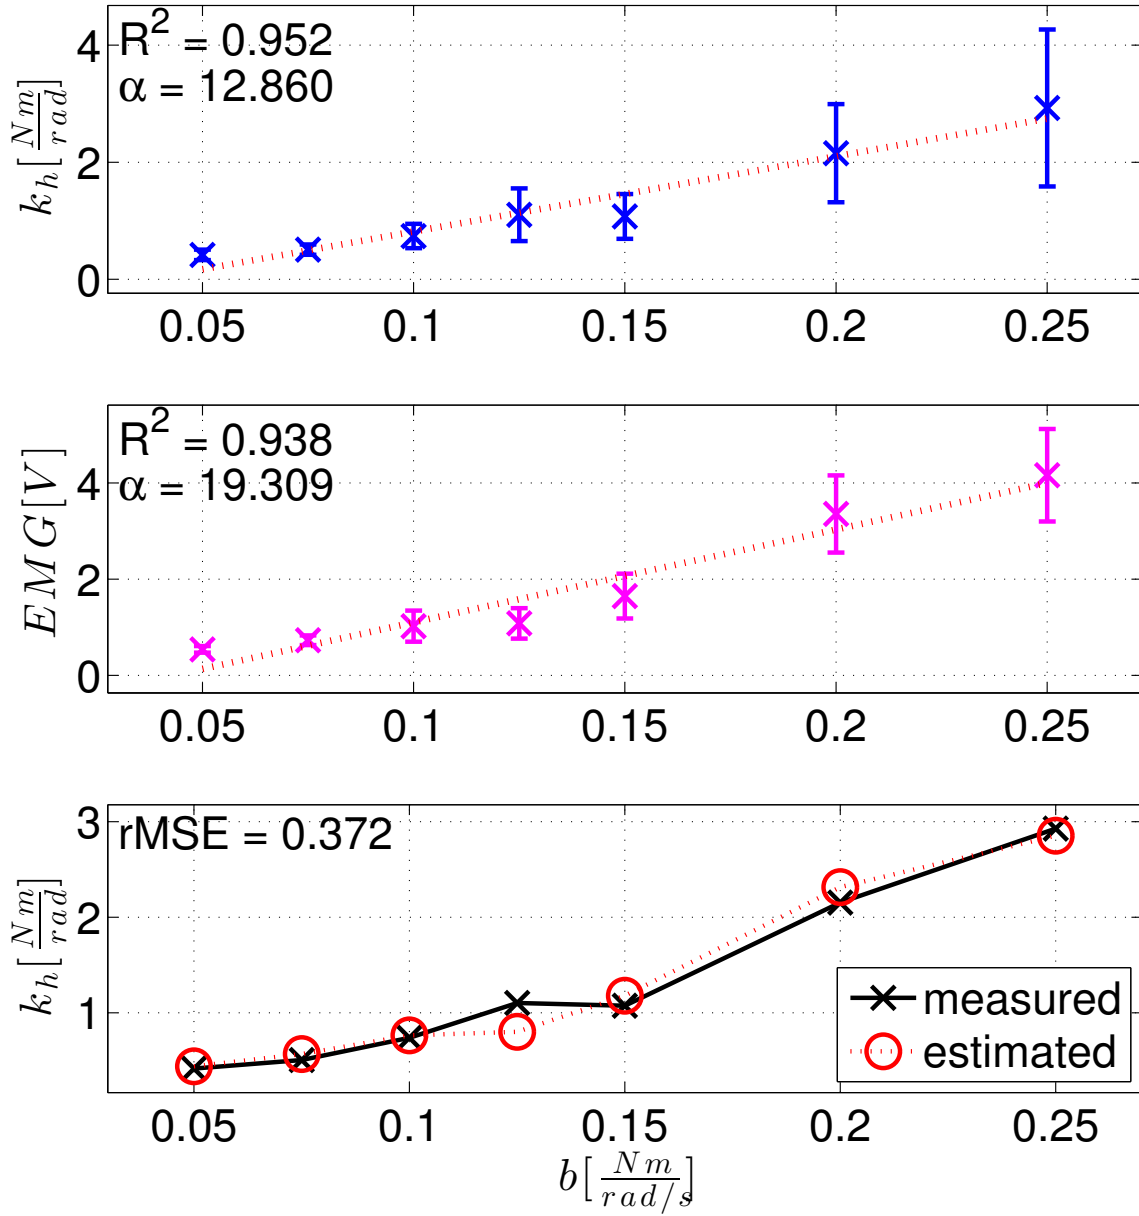 R² = 0.952
α = 12.860
k_h[Nm/rad]
4
2
0
0.05 0.1 0.15 0.2 0.25
R² = 0.938
α = 19.309
EMG[V]
4
2
0
0.05 0.1 0.15 0.2 0.25
rMSE = 0.372
k_h[Nm/rad]
3
2
1
measured
estimated
0.05 0.1 0.15 0.2 0.25
b[Nm/rad/s]